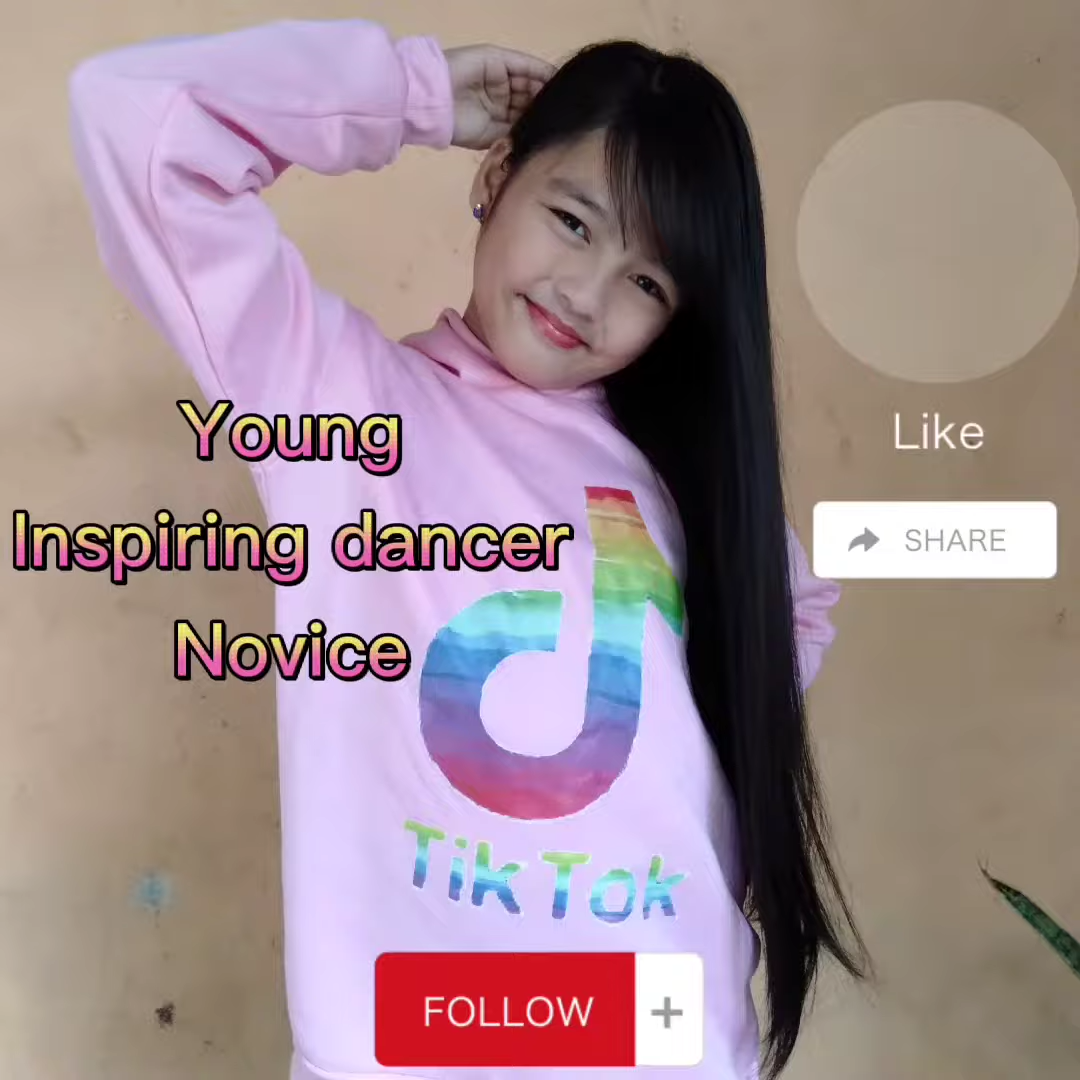 Young
Inspiring dancer
Novice
Like
SHARE
TikTok
FOLLOW +